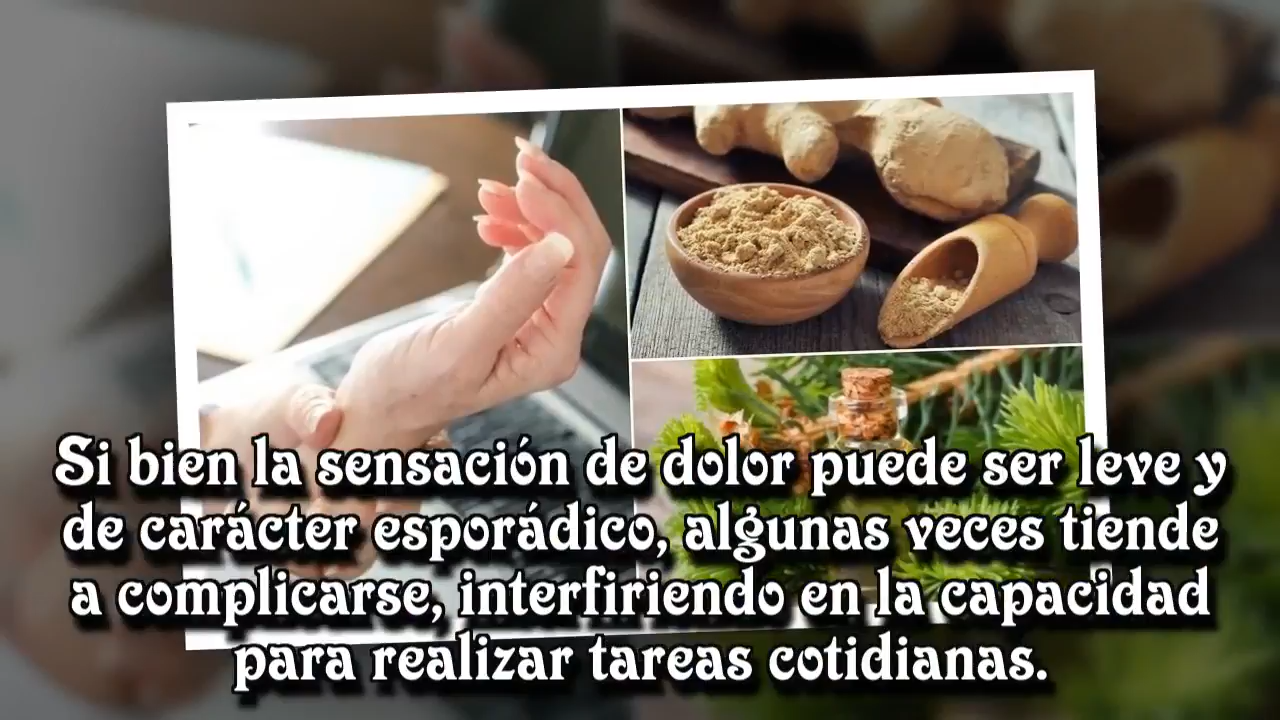 Si bien la sensación de dolor puede ser leve y
de carácter esporádico, algunas veces tiende
a complicarse, interfiriendo en la capacidad
para realizar tareas cotidianas.